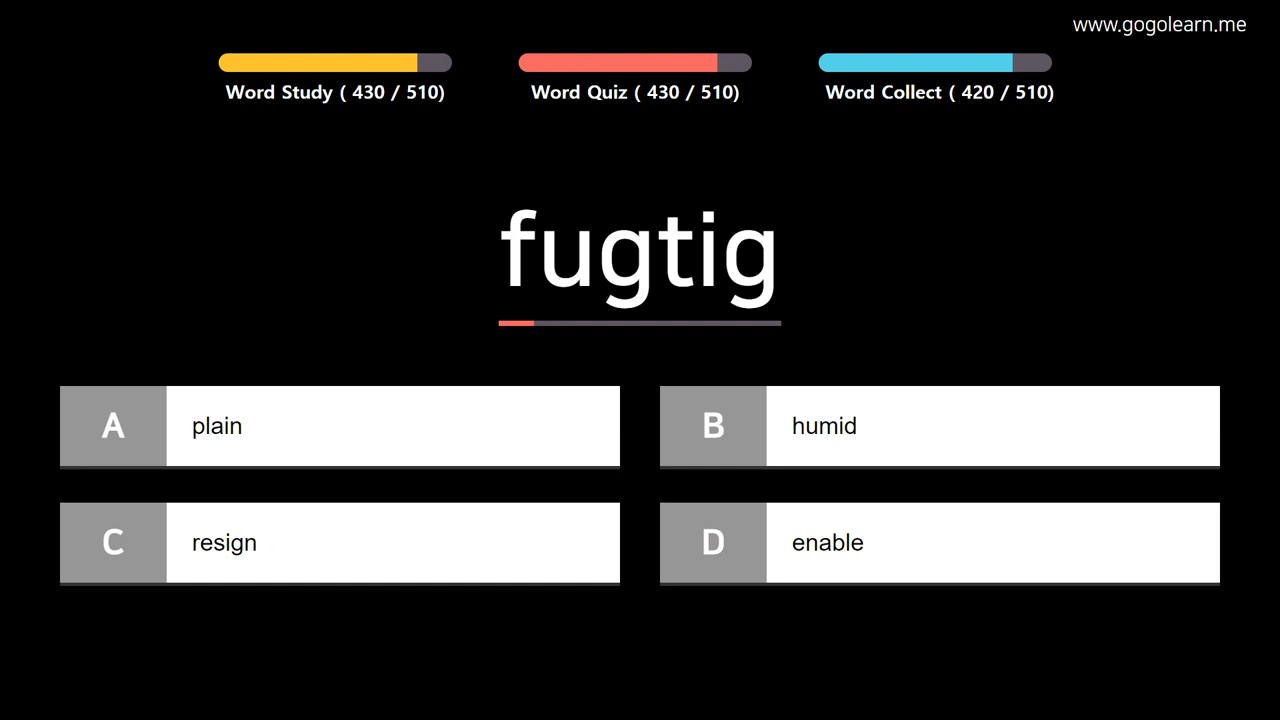 www.gogolearn.me
Word Study ( 430 / 510) Word Quiz ( 430 / 510) Word Collect ( 420 / 510)
fugtig
A plain
B humid
C resign
D enable